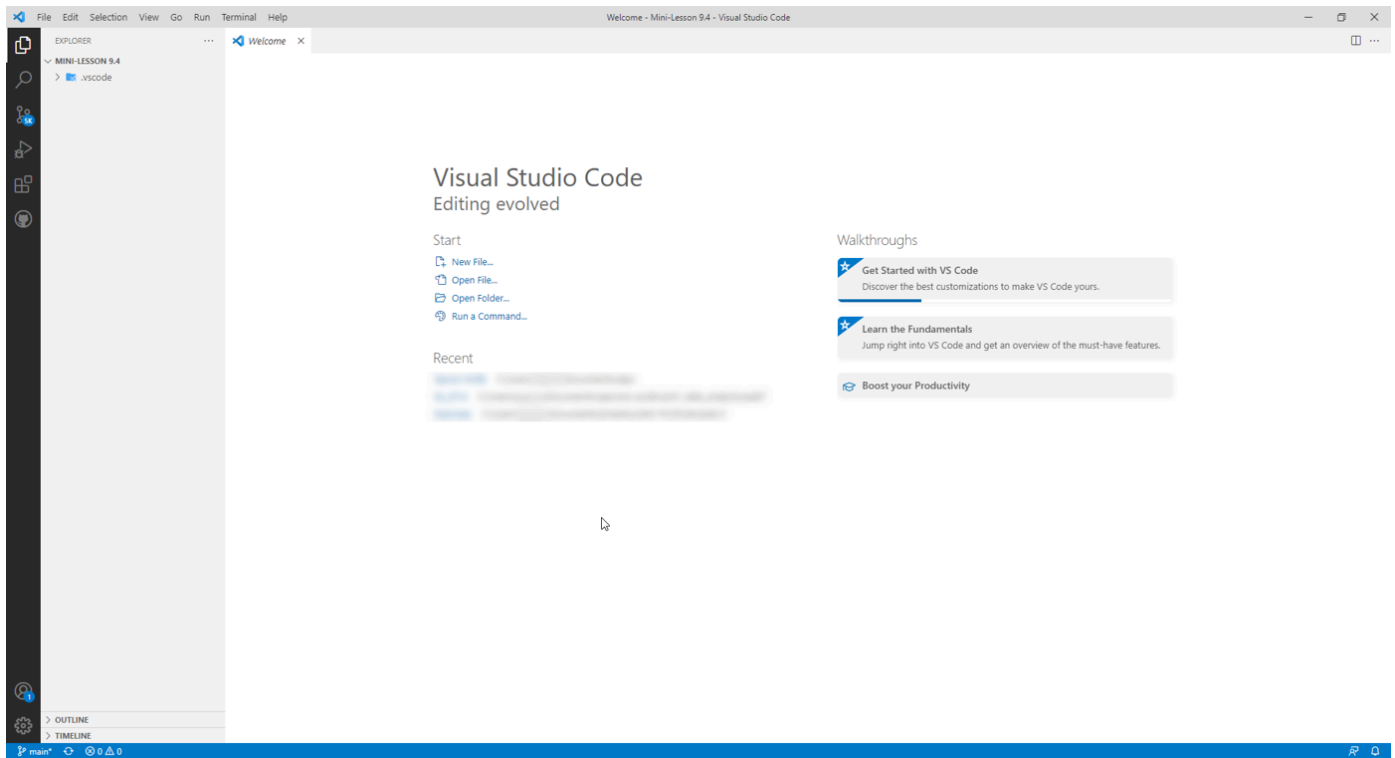 File Edit Selection View Go Run Terminal Help
Welcome - Mini-Lesson 9.4 - Visual Studio Code
EXPLORER
Welcome
MINI-LESSON 9.4
.vscode
5K
Visual Studio Code
Editing evolved
Start
New File...
Open File...
Open Folder...
Run a Command...
Recent
Walkthroughs
Get Started with VS Code
Discover the best customizations to make VS Code yours.
Learn the Fundamentals
Jump right into VS Code and get an overview of the must-have features.
Boost your Productivity
1
OUTLINE
TIMELINE
main* 0 0